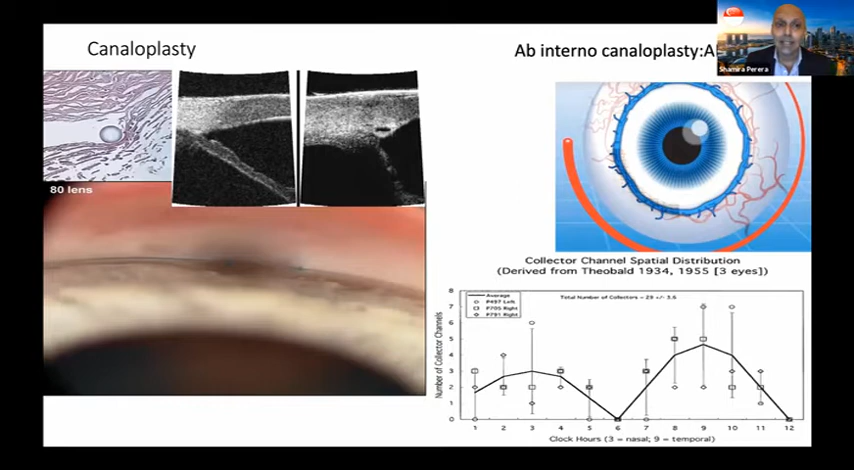 Canaloplasty
Ab interno canaloplasty:A
Shamira Perera
80 lens
Collector Channel Spatial Distribution
(Derived from Theobald 1934, 1955 [3 eyes])
Average
P497 Left
P705 Right
P791 Right
Total Number of Collectors = 29 +/- 3.6
Number of Collector Channels
8
7
6
5
4
3
2
1
0
1 2 3 4 5 6 7 8 9 10 11 12
Clock Hours (3 = nasal; 9 = temporal)